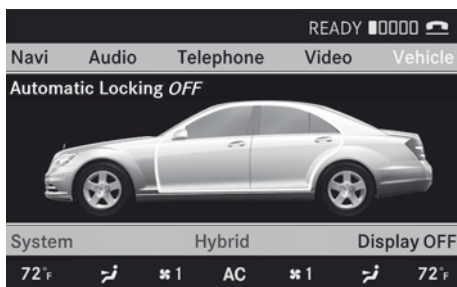 READY
Navi Audio Telephone Video Vehicle
Automatic Locking OFF
System Hybrid Display OFF
72°F 1 AC 1 72°F